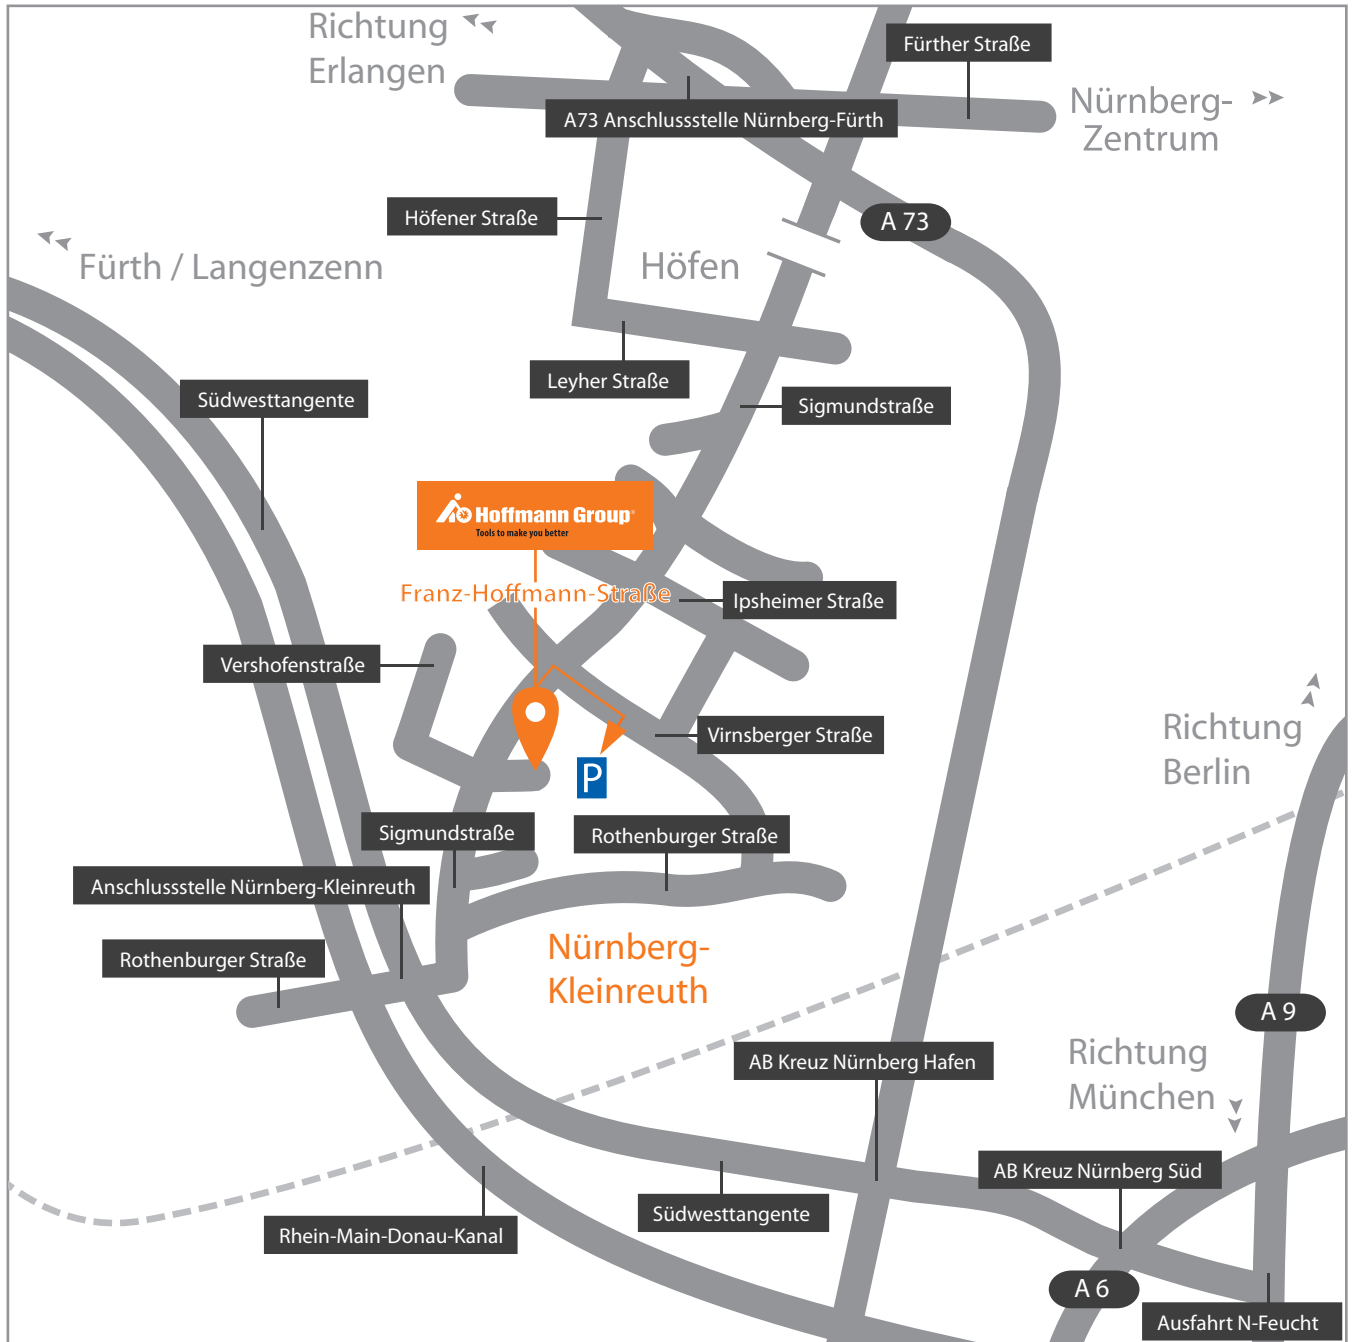 Richtung
Erlangen
Fürther Straße
Nürnberg-
Zentrum
A73 Anschlussstelle Nürnberg-Fürth
Höfener Straße
A 73
Fürth / Langenzenn
Höfen
Leyher Straße
Südwesttangente
Sigmundstraße
Hoffmann Group®
Tools to make you better
Franz-Hoffmann-Straße
Ipsheimer Straße
Vershofenstraße
Richtung
Berlin
Virnsberger Straße
P
Sigmundstraße
Rothenburger Straße
Anschlussstelle Nürnberg-Kleinreuth
Nürnberg-
Kleinreuth
Rothenburger Straße
A 9
AB Kreuz Nürnberg Hafen
Richtung
München
AB Kreuz Nürnberg Süd
Südwesttangente
Rhein-Main-Donau-Kanal
A 6
Ausfahrt N-Feucht